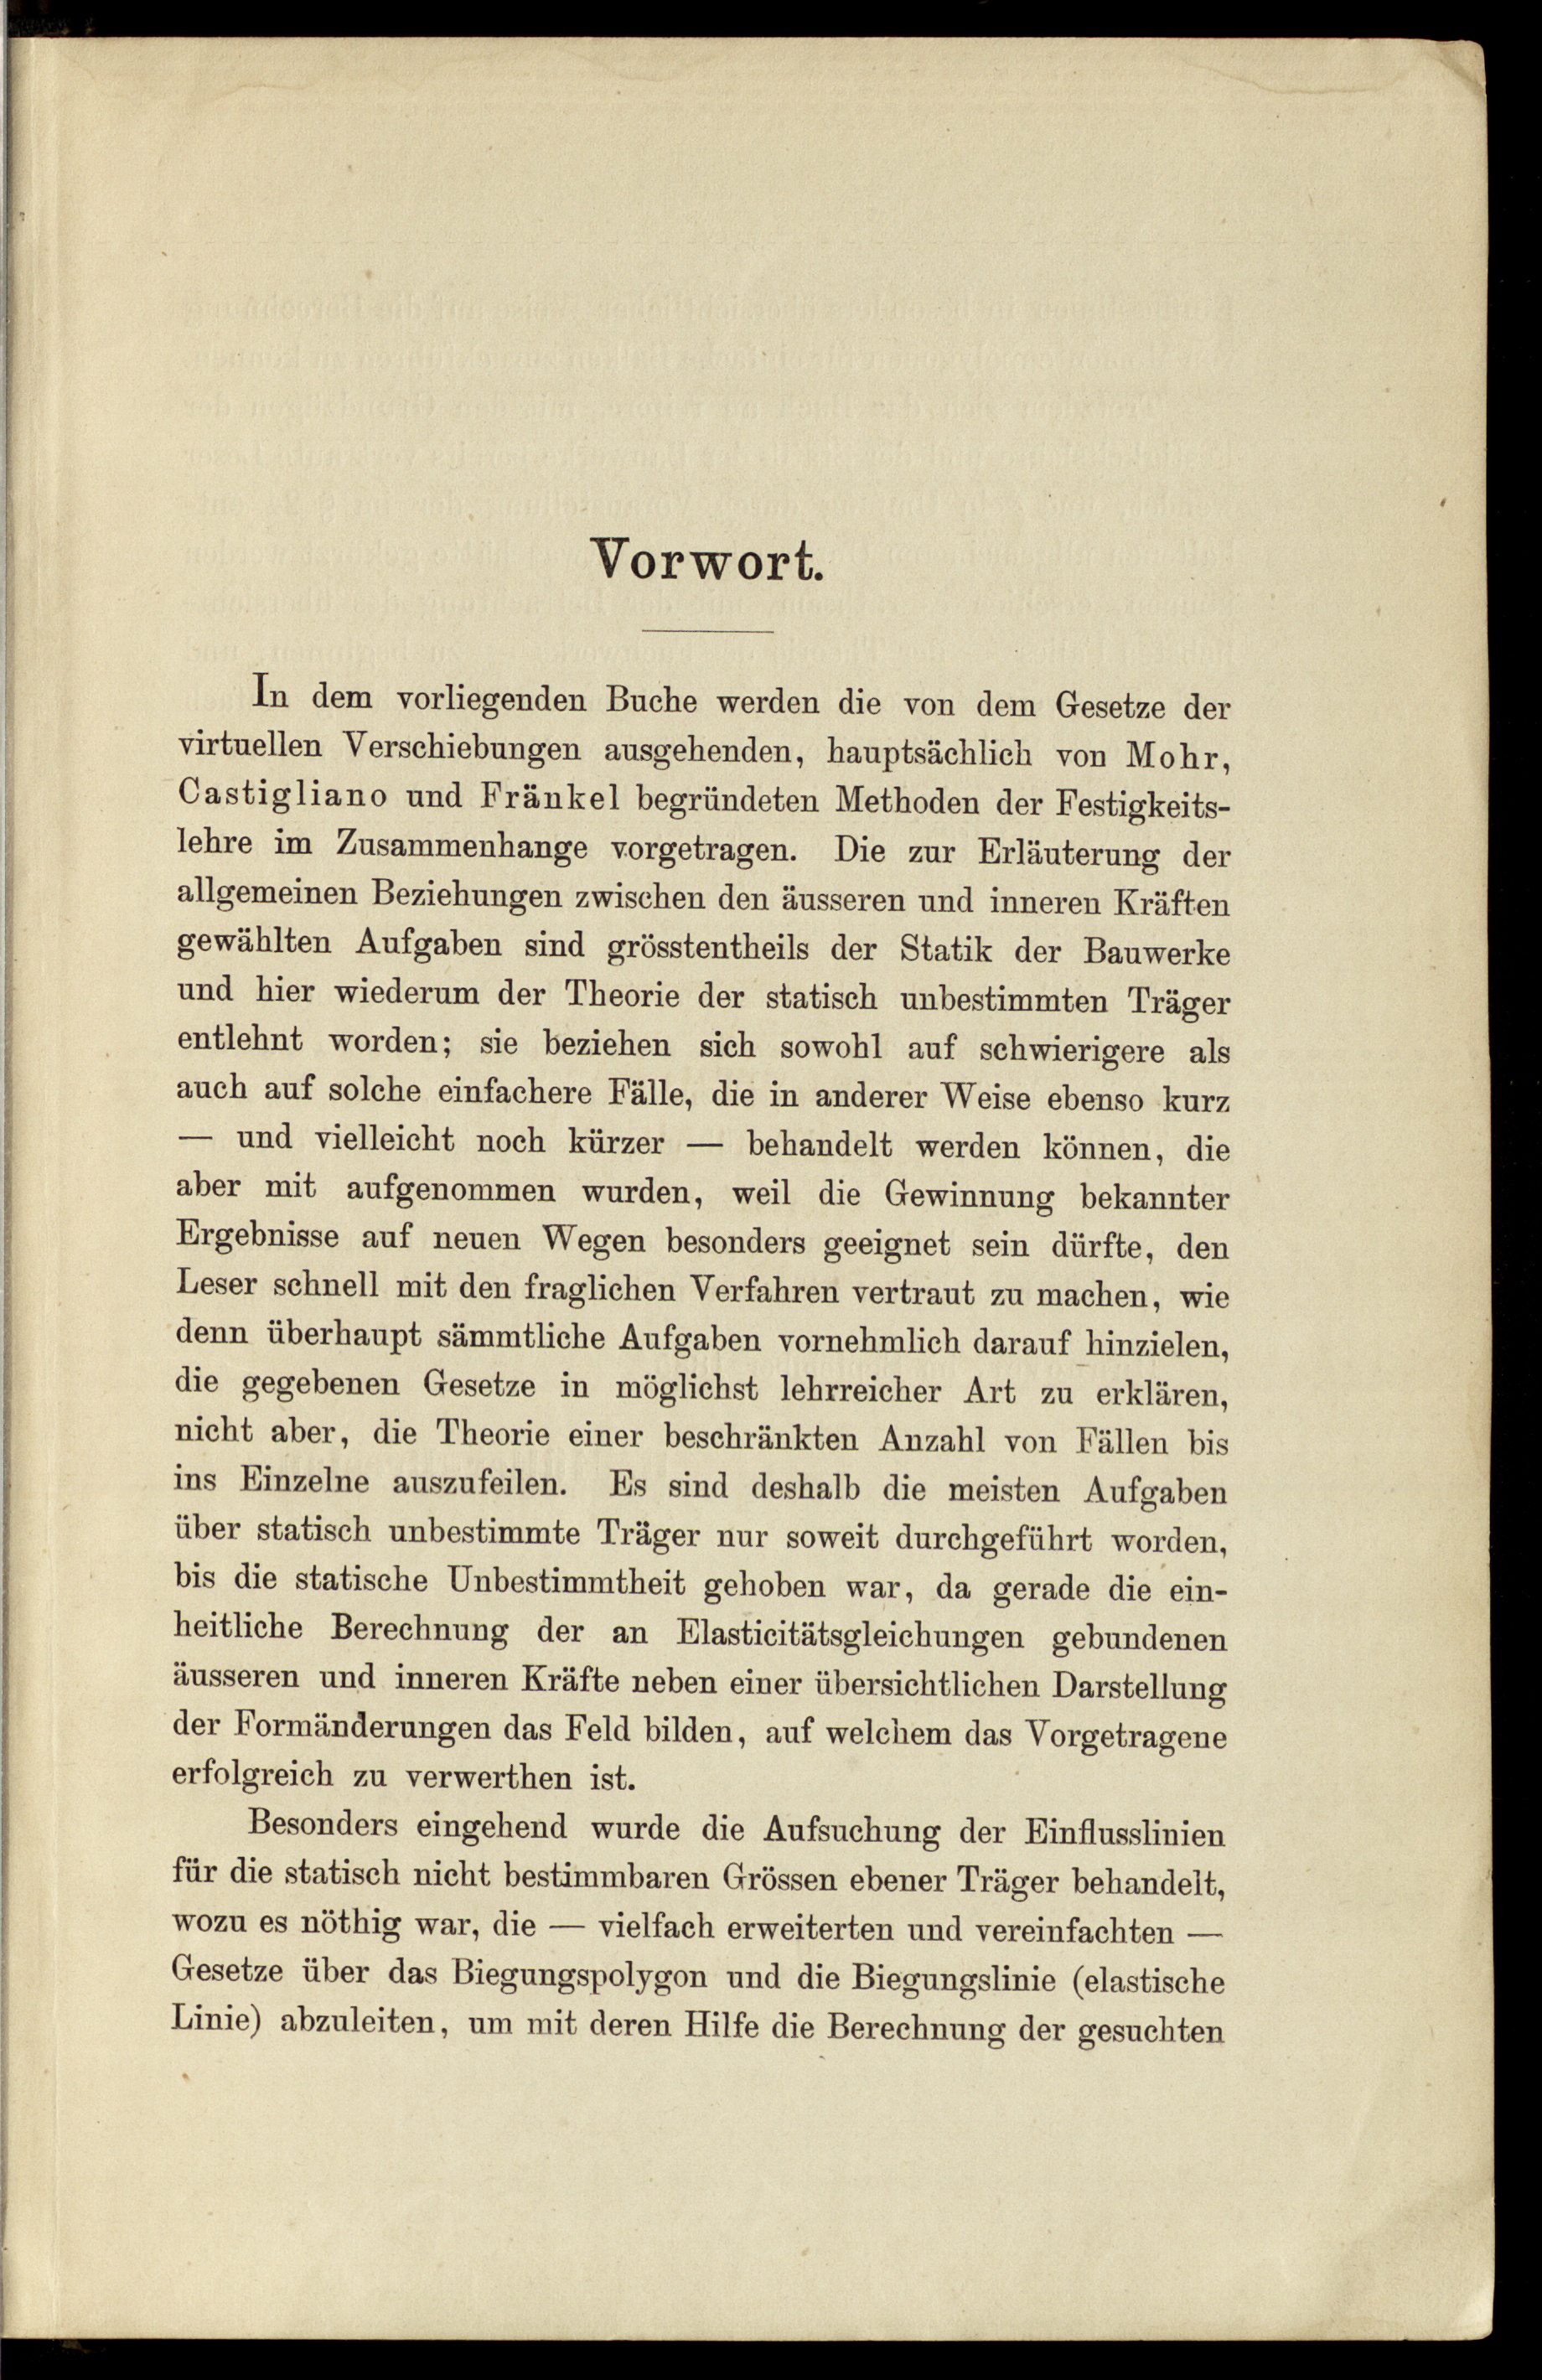 Vorwort.
In dem vorliegenden Buche werden die von dem Gesetze der
virtuellen Verschiebungen ausgehenden, hauptsächlich von Mohr,
Castigliano und Fränkel begründeten Methoden der Festigkeits-
lehre im Zusammenhange vorgetragen. Die zur Erläuterung der
allgemeinen Beziehungen zwischen den äusseren und inneren Kräften
gewählten Aufgaben sind grösstentheils der Statik der Bauwerke
und hier wiederum der Theorie der statisch unbestimmten Träger
entlehnt worden; sie beziehen sich sowohl auf schwierigere als
auch auf solche einfachere Fälle, die in anderer Weise ebenso kurz
— und vielleicht noch kürzer — behandelt werden können, die
aber mit aufgenommen wurden, weil die Gewinnung bekannter
Ergebnisse auf neuen Wegen besonders geeignet sein dürfte, den
Leser schnell mit den fraglichen Verfahren vertraut zu machen, wie
denn überhaupt sämmtliche Aufgaben vornehmlich darauf hinzielen,
die gegebenen Gesetze in möglichst lehrreicher Art zu erklären,
nicht aber, die Theorie einer beschränkten Anzahl von Fällen bis
ins Einzelne auszufeilen. Es sind deshalb die meisten Aufgaben
über statisch unbestimmte Träger nur soweit durchgeführt worden,
bis die statische Unbestimmtheit gehoben war, da gerade die ein-
heitliche Berechnung der an Elasticitätsgleichungen gebundenen
äusseren und inneren Kräfte neben einer übersichtlichen Darstellung
der Formänderungen das Feld bilden, auf welchem das Vorgetragene
erfolgreich zu verwerthen ist.
Besonders eingehend wurde die Aufsuchung der Einflusslinien
für die statisch nicht bestimmbaren Grössen ebener Träger behandelt,
wozu es nöthig war, die — vielfach erweiterten und vereinfachten —
Gesetze über das Biegungspolygon und die Biegungslinie (elastische
Linie) abzuleiten, um mit deren Hilfe die Berechnung der gesuchten